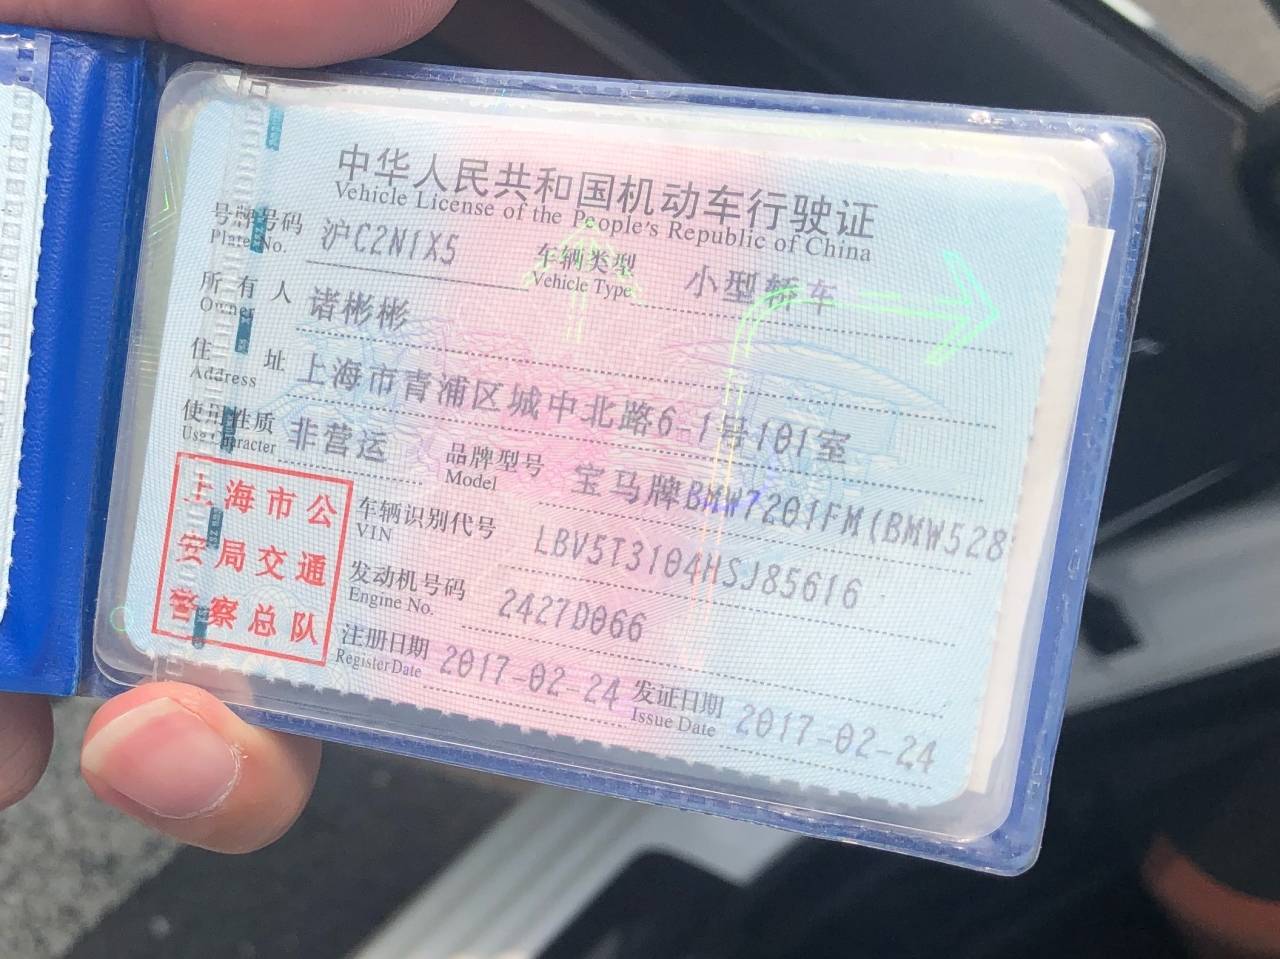 中华人民共和国机动车行驶证
Vehicle License of the People's Republic of China
号牌号码 沪C2N1X5 车辆类型 小型轿车
Plate No. Vehicle Type
所有人 诸彬彬
Owner
住址 上海市青浦区城中北路6-1号101室
Address
使用性质 非营运 品牌型号 宝马牌BMW7201FM(BMW528
Use Character Model
上海市公
安局交通
警察总队
车辆识别代号 LBV5T3104HSJ85616
VIN
发动机号码 2427D066
Engine No.
注册日期 2017-02-24 发证日期 2017-02-24
Register Date Issue Date